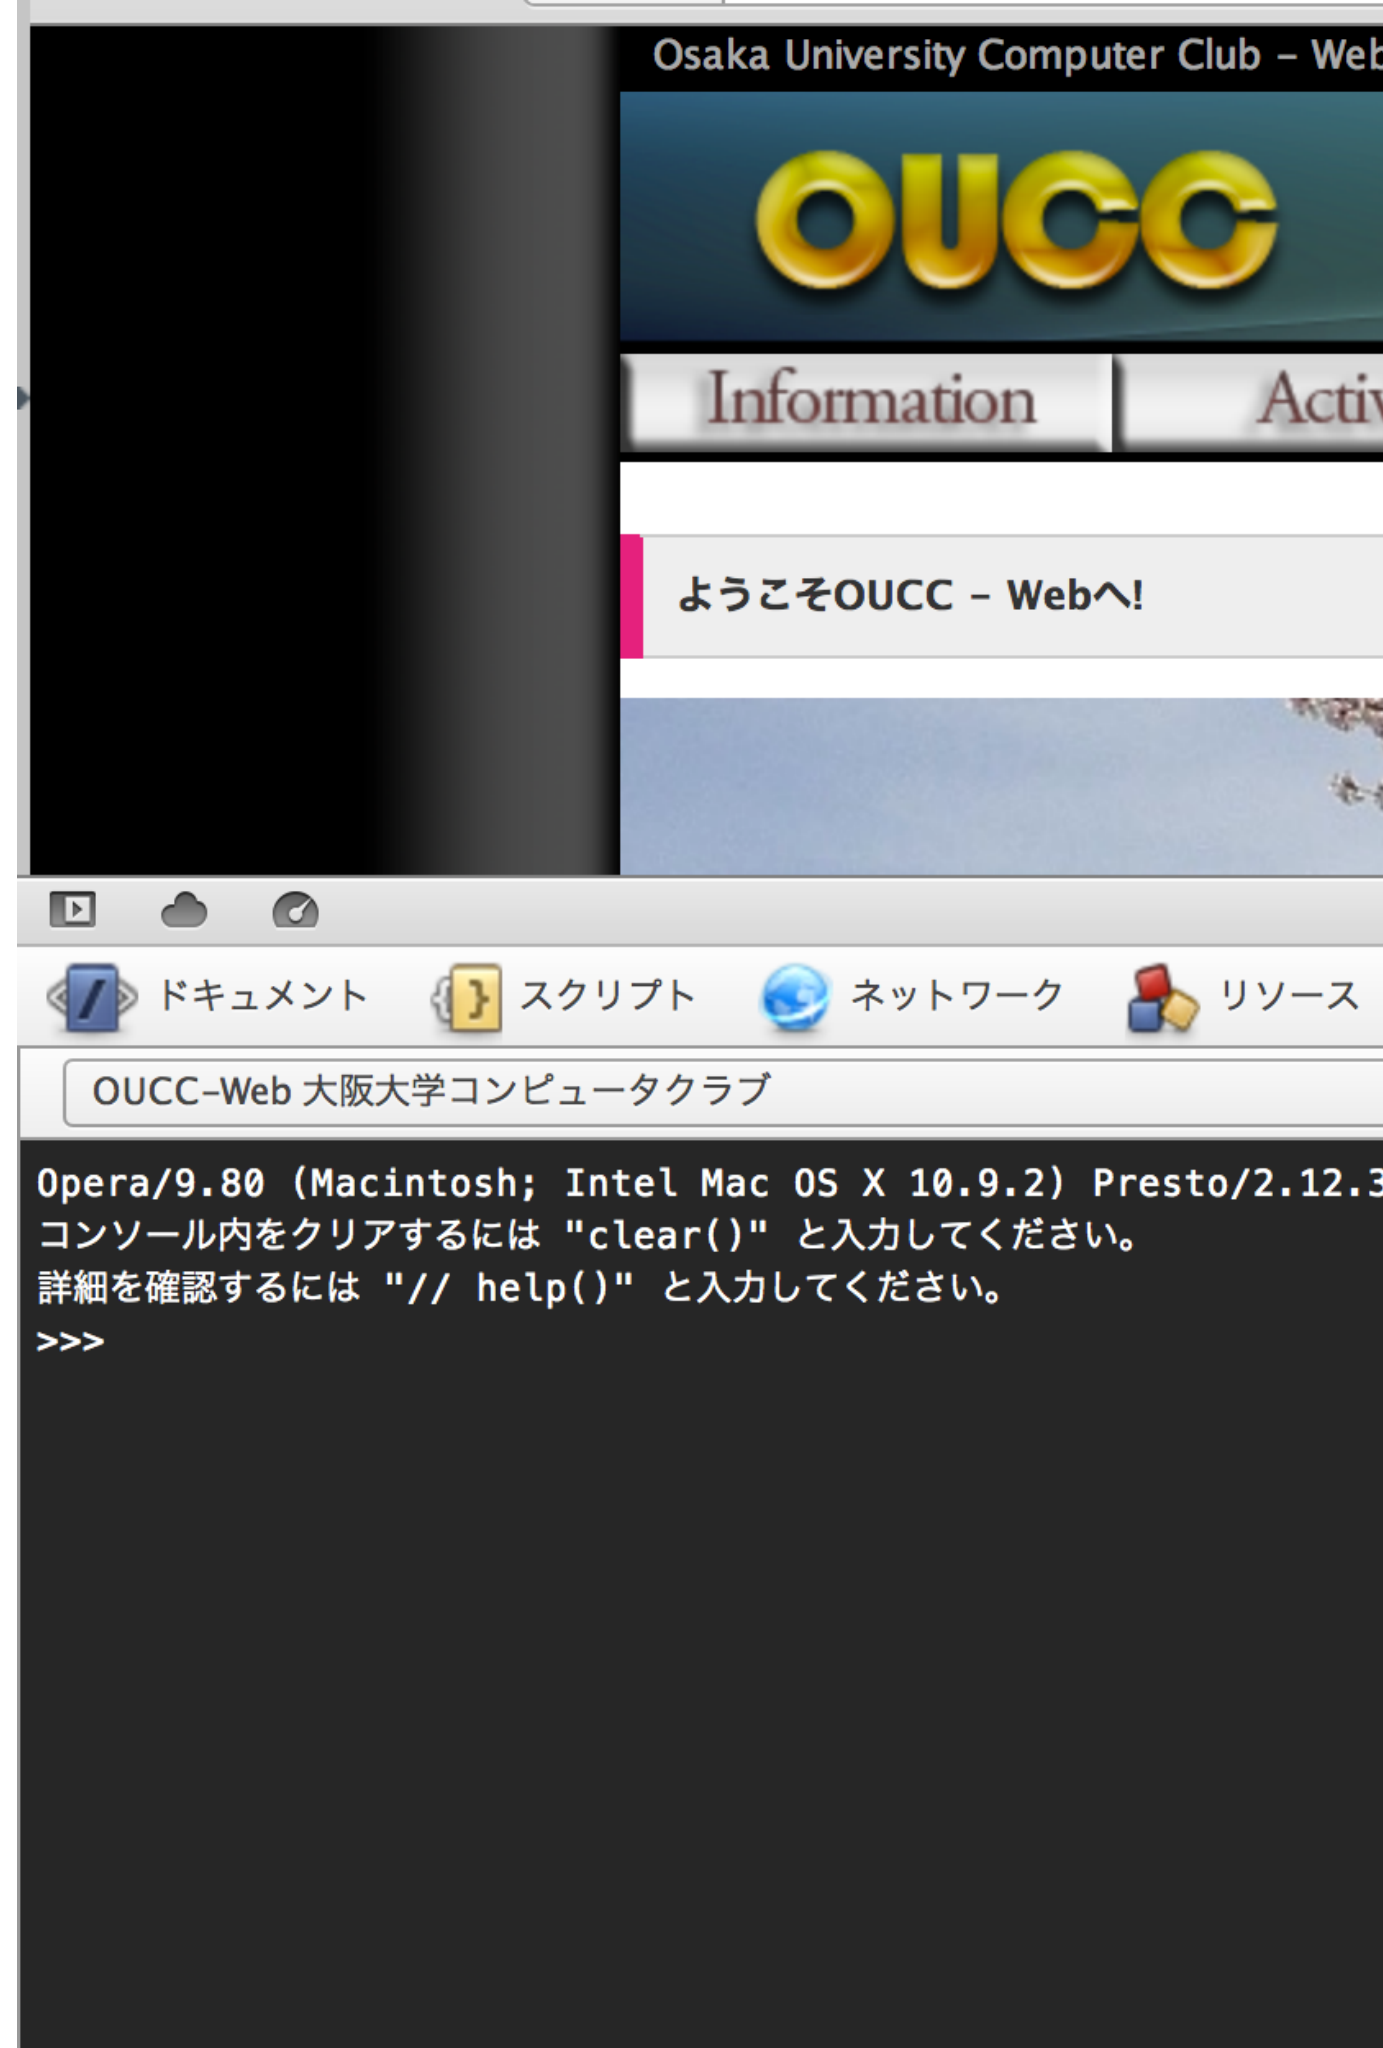 Osaka University Computer Club – Web
OUCC
Information
ようこそOUCC – Webへ!
ドキュメント スクリプト ネットワーク リソース
OUCC–Web 大阪大学コンピュータクラブ
Opera/9.80 (Macintosh; Intel Mac OS X 10.9.2) Presto/2.12.3
コンソール内をクリアするには "clear()" と入力してください。
詳細を確認するには "// help()" と入力してください。
>>>